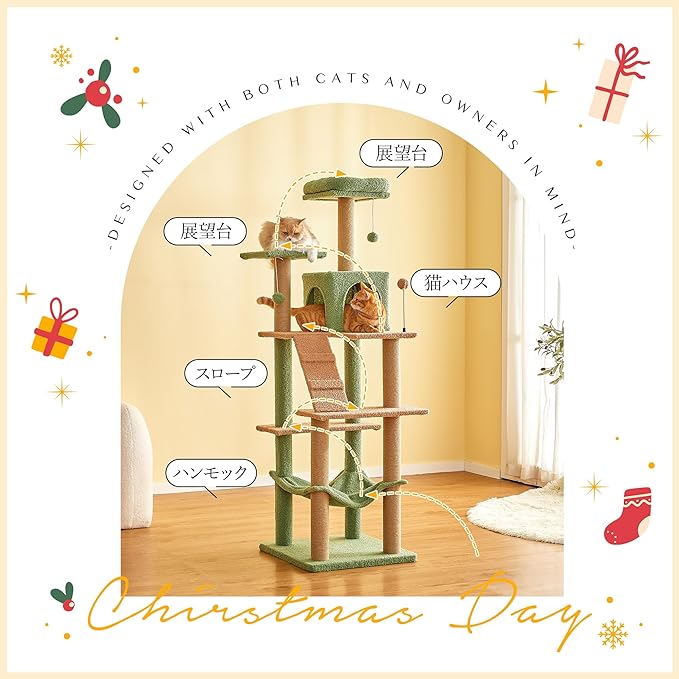 -DESIGNED WITH BOTH CATS AND OWNERS IN MIND-
展望台
展望台
猫ハウス
スロープ
ハンモック
Chirstmas Day